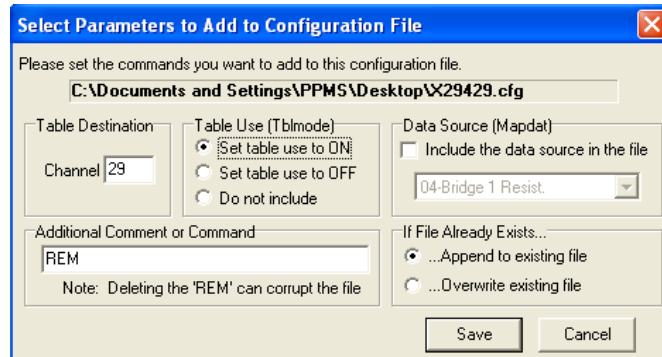 Select Parameters to Add to Configuration File
Please set the commands you want to add to this configuration file.
C:\Documents and Settings\PPMS\Desktop\X29429.cfg
Table Destination
Channel 29
Table Use (Tblmode)
Set table use to ON
Set table use to OFF
Do not include
Data Source (Mapdat)
Include the data source in the file
04-Bridge 1 Resist.
Additional Comment or Command
REM
Note: Deleting the 'REM' can corrupt the file
If File Already Exists...
...Append to existing file
...Overwrite existing file
Save
Cancel